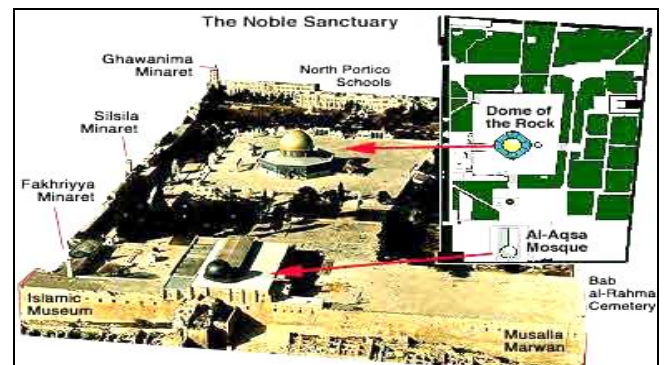 The Noble Sanctuary
Ghawanima
Minaret
North Portico
Schools
Silsila
Minaret
Dome of
the Rock
Fakhriyya
Minaret
Al-Aqsa
Mosque
Islamic
Museum
Bab
al-Rahma
Cemetery
Musalla
Marwan